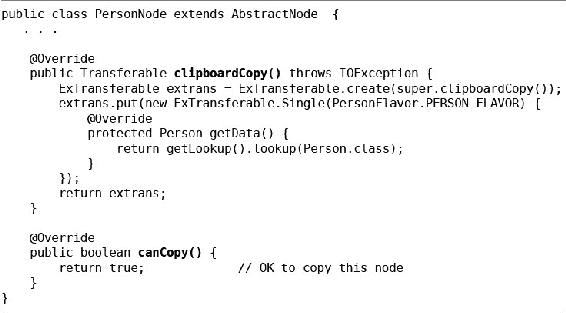 public class PersonNode extends AbstractNode {
. . .
@Override
public Transferable clipboardCopy() throws IOException {
ExTransferable extrans = ExTransferable.create(super.clipboardCopy());
extrans.put(new ExTransferable.Single(PersonFlavor.PERSON_FLAVOR) {
@Override
protected Person getData() {
return getLookup().lookup(Person.class);
}
});
return extrans;
}
@Override
public boolean canCopy() {
return true; // OK to copy this node
}
}